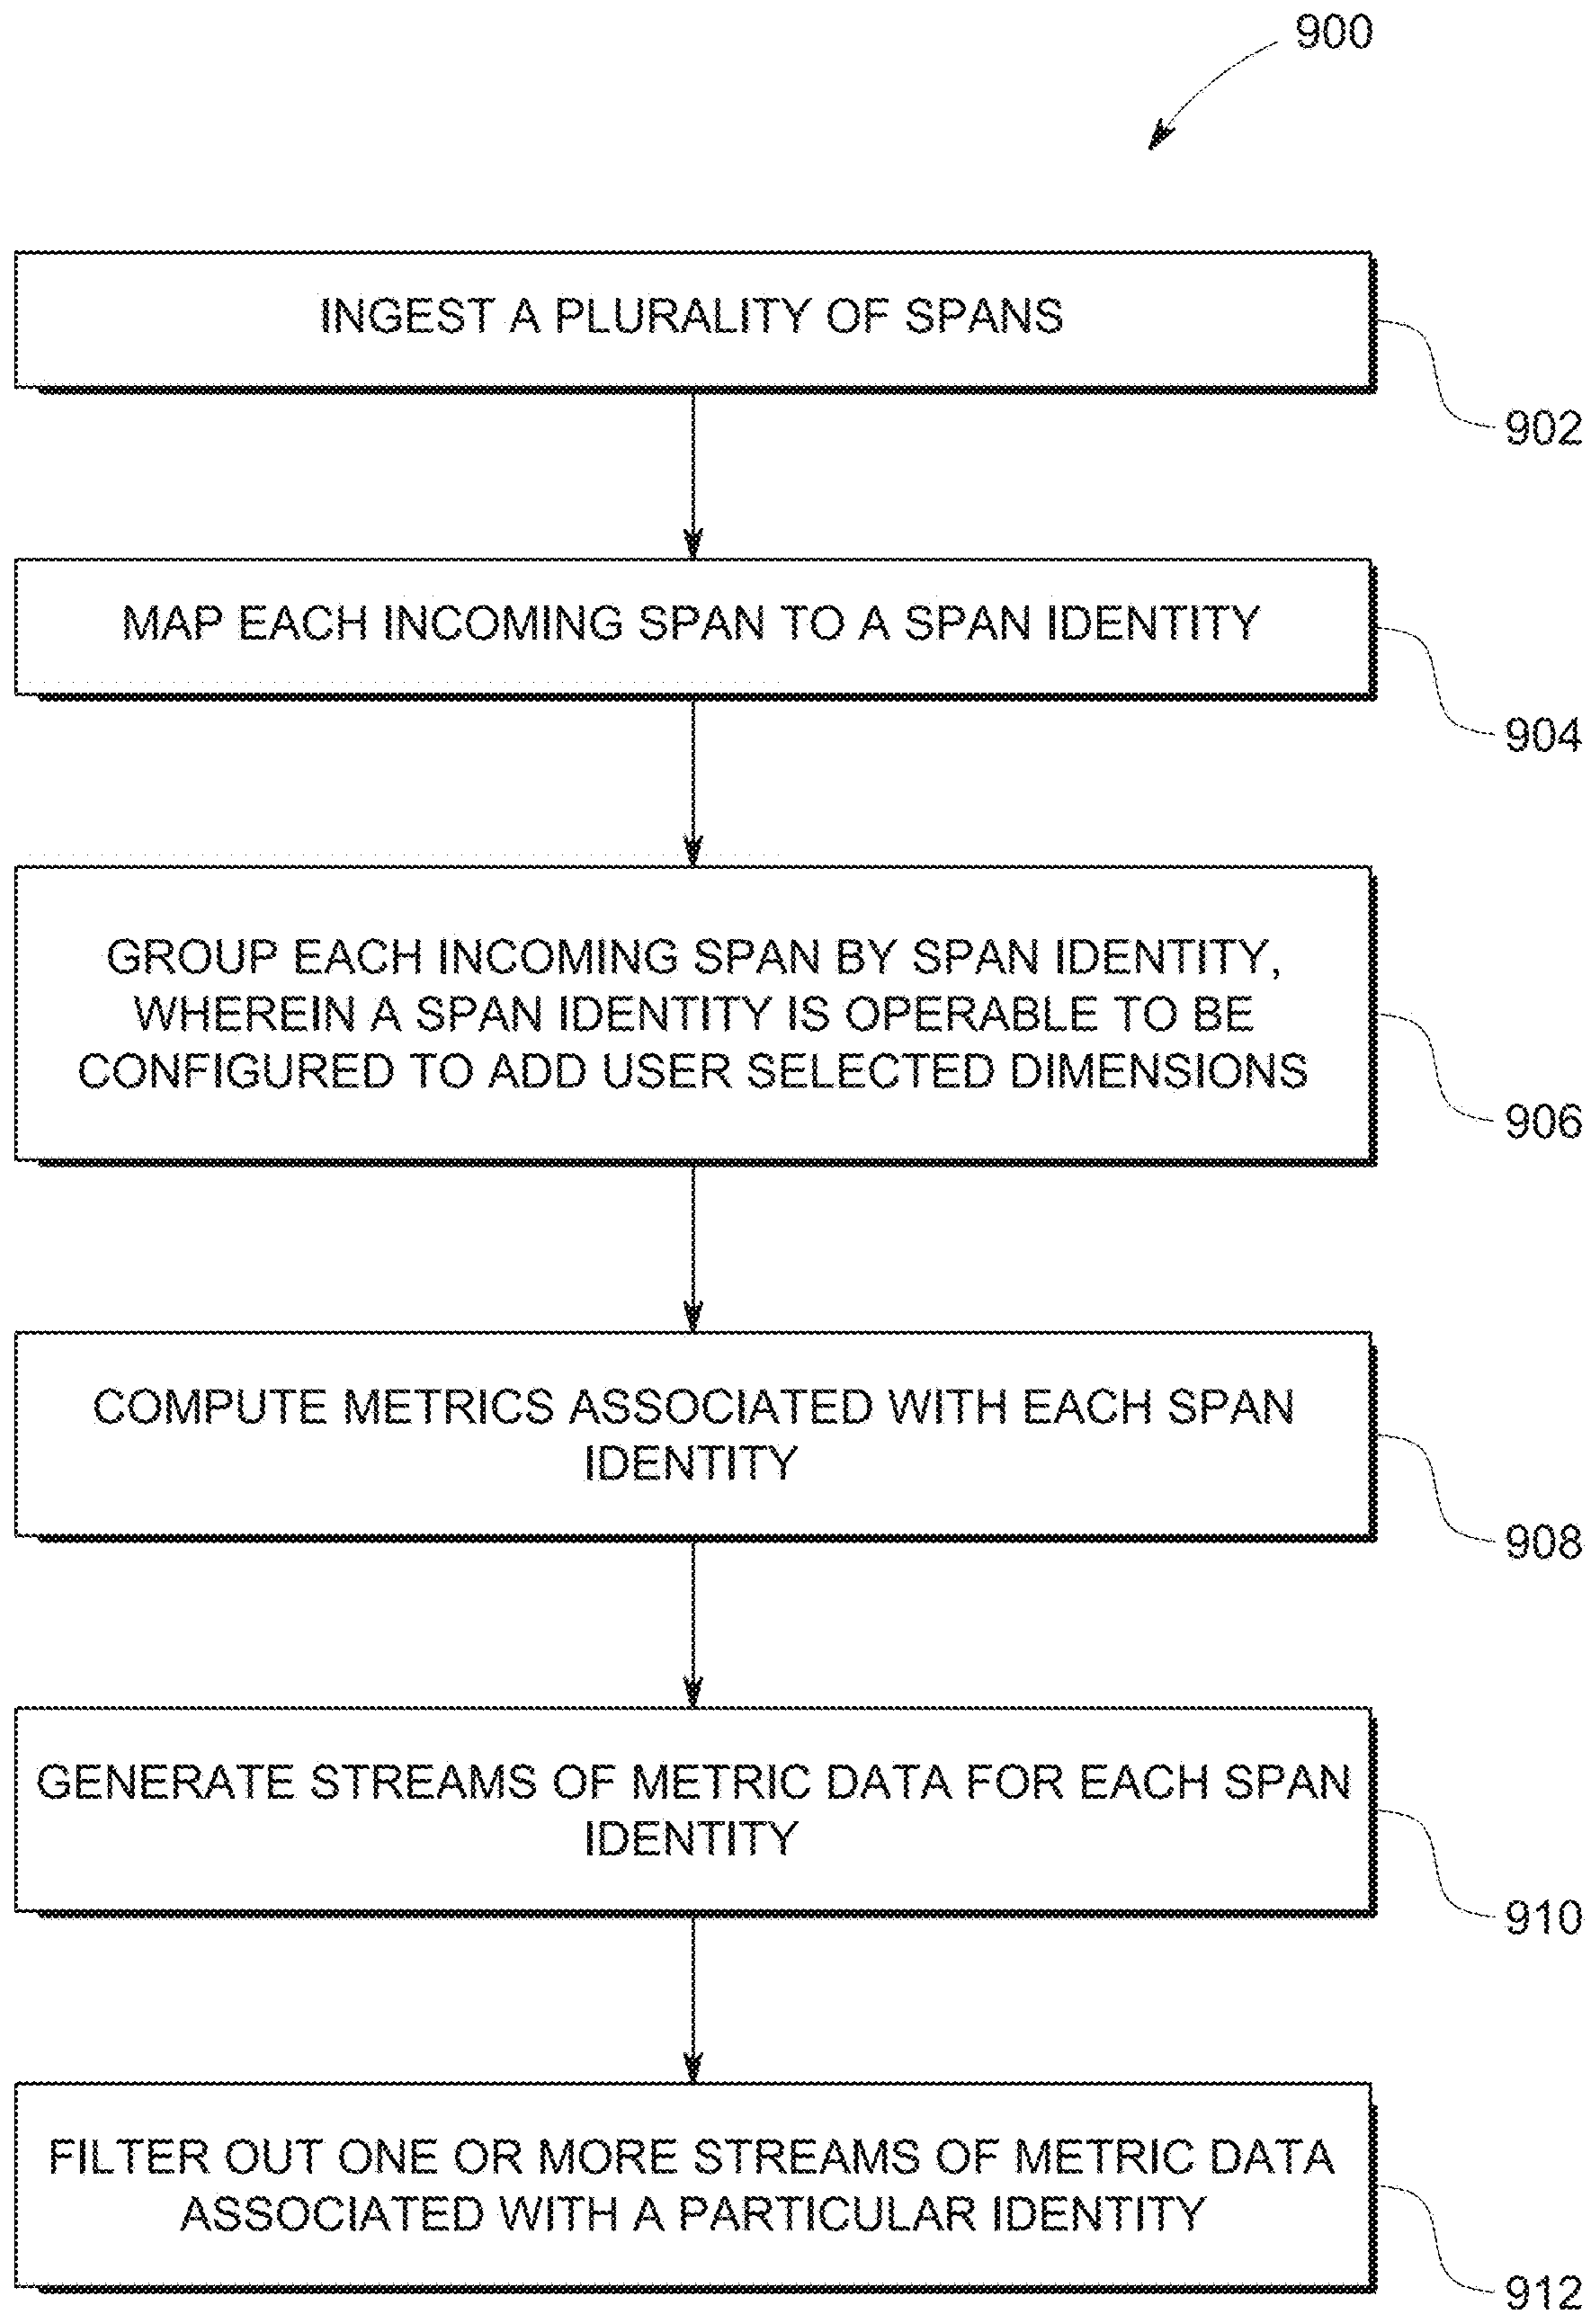 900
INGEST A PLURALITY OF SPANS
902
MAP EACH INCOMING SPAN TO A SPAN IDENTITY
904
GROUP EACH INCOMING SPAN BY SPAN IDENTITY,
WHEREIN A SPAN IDENTITY IS OPERABLE TO BE
CONFIGURED TO ADD USER SELECTED DIMENSIONS
906
COMPUTE METRICS ASSOCIATED WITH EACH SPAN
IDENTITY
908
GENERATE STREAMS OF METRIC DATA FOR EACH SPAN
IDENTITY
910
FILTER OUT ONE OR MORE STREAMS OF METRIC DATA
ASSOCIATED WITH A PARTICULAR IDENTITY
912